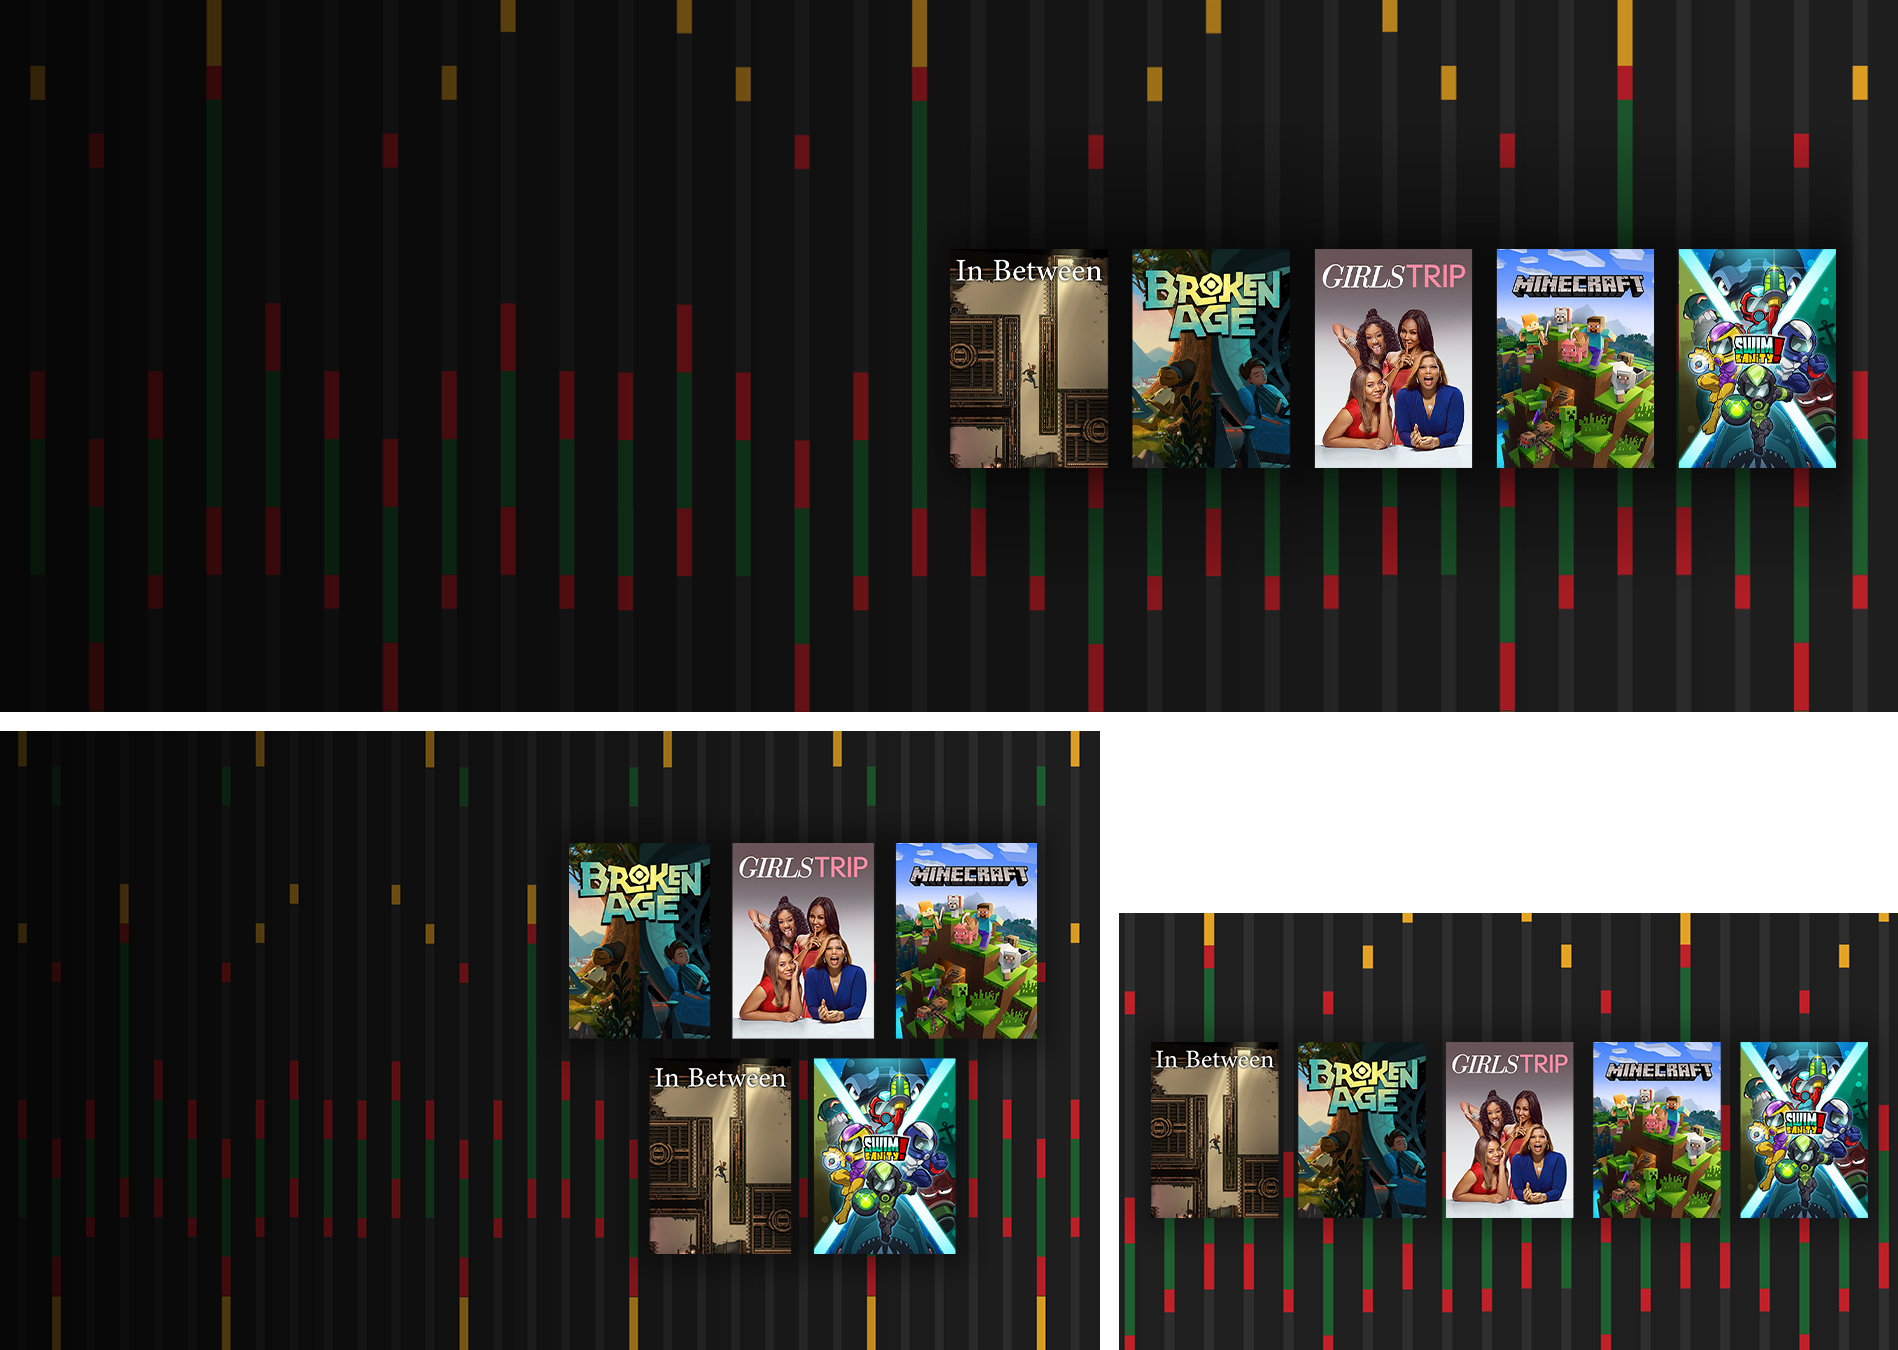 In Between
BROKEN
AGE
GIRLS TRIP
MINECRAFT
SWIM
SANITY!
BROKEN
AGE
GIRLS TRIP
MINECRAFT
In Between
SWIM
SANITY!
In Between
BROKEN
AGE
GIRLS TRIP
MINECRAFT
SWIM
SANITY!